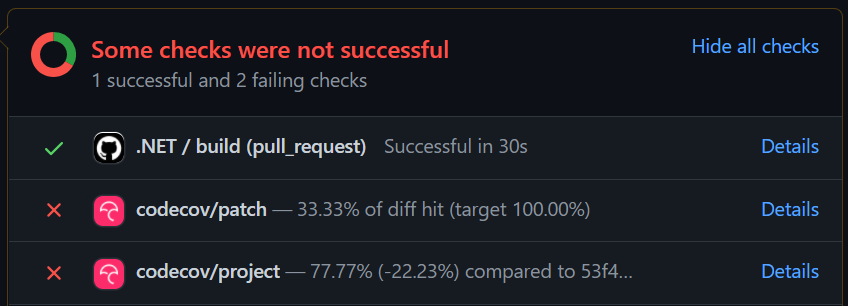 Some checks were not successful
Hide all checks
1 successful and 2 failing checks
.NET / build (pull_request) Successful in 30s Details
codecov/patch — 33.33% of diff hit (target 100.00%) Details
codecov/project — 77.77% (-22.23%) compared to 53f4... Details